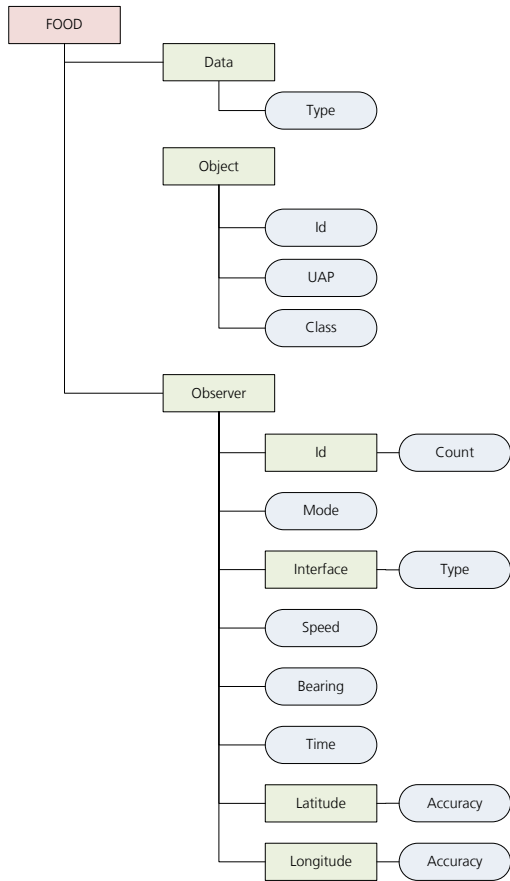 FOOD
Data
Type
Object
Id
UAP
Class
Observer
Id Count
Mode
Interface Type
Speed
Bearing
Time
Latitude Accuracy
Longitude Accuracy